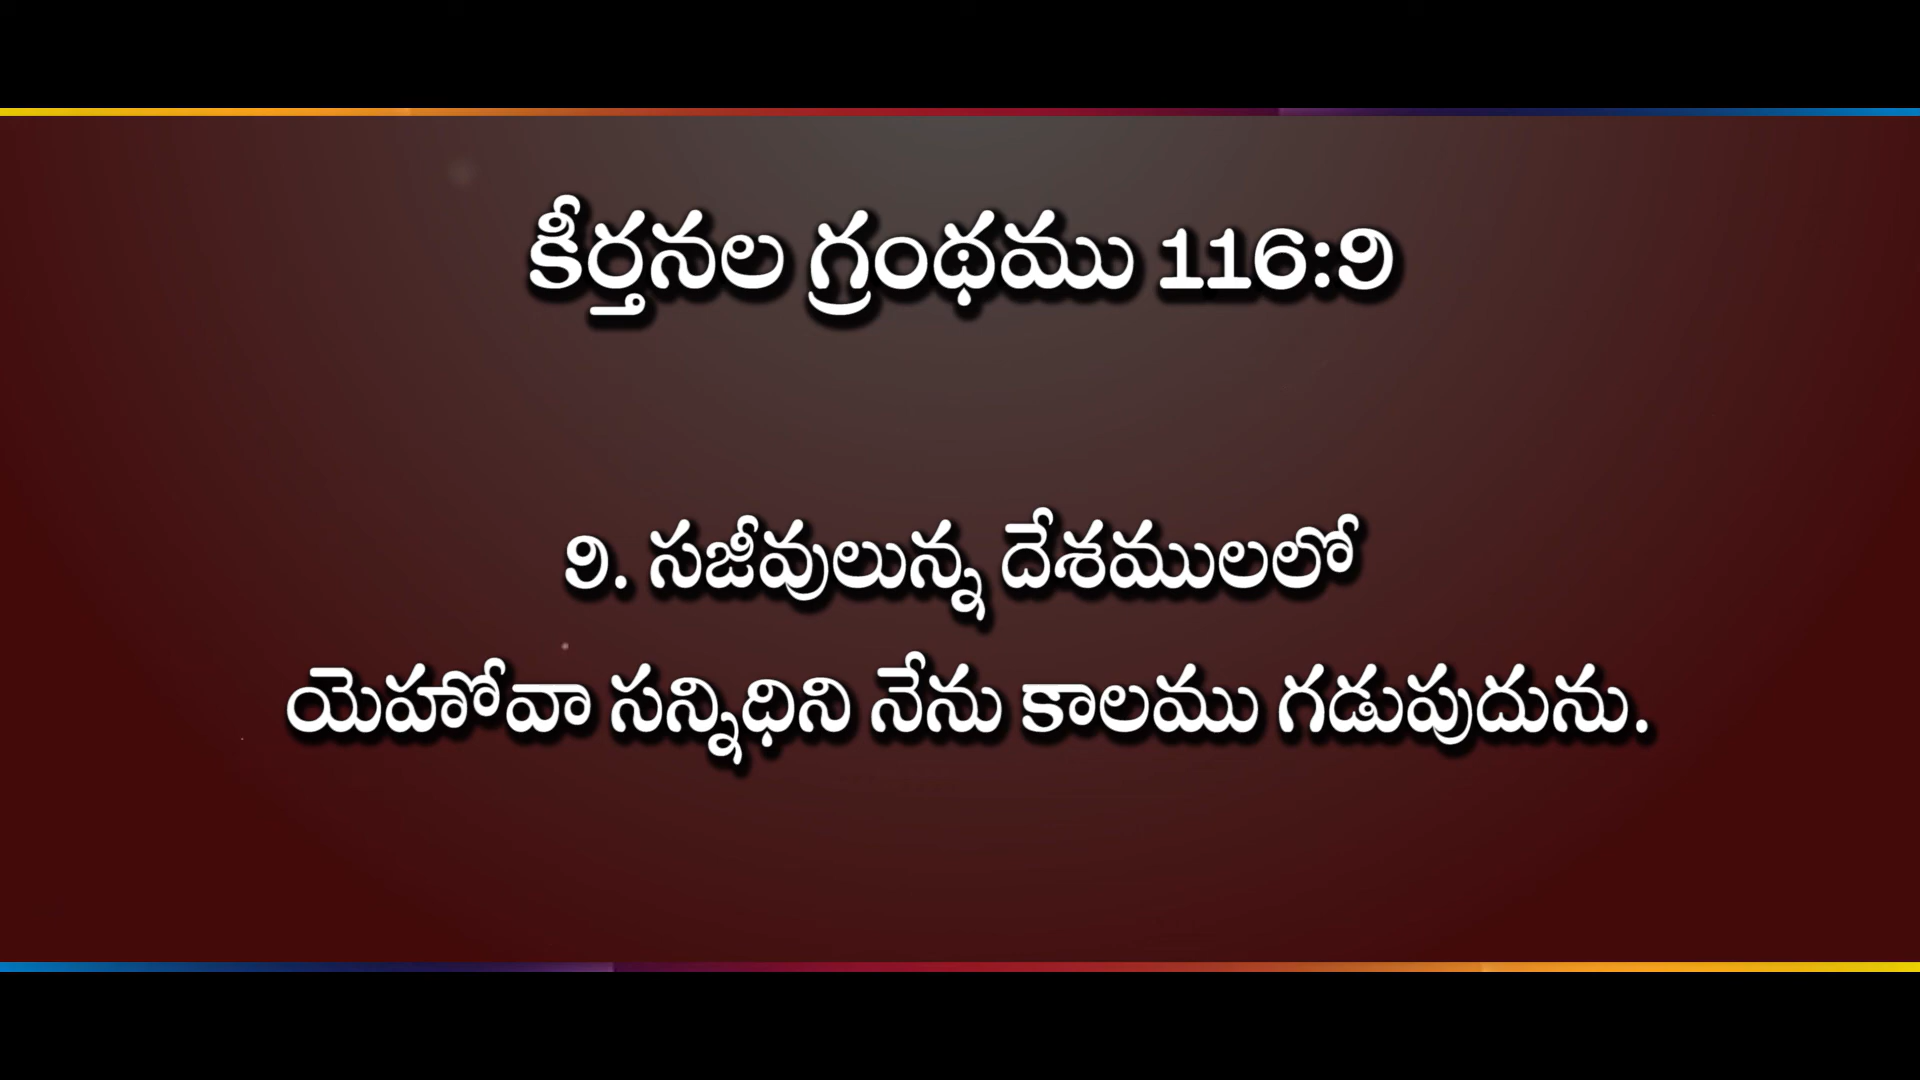 కీర్తనల గ్రంథము 116:9
9. సజీవులున్న దేశములలో
యెహోవా సన్నిధిని నేను కాలము గడుపుదును.